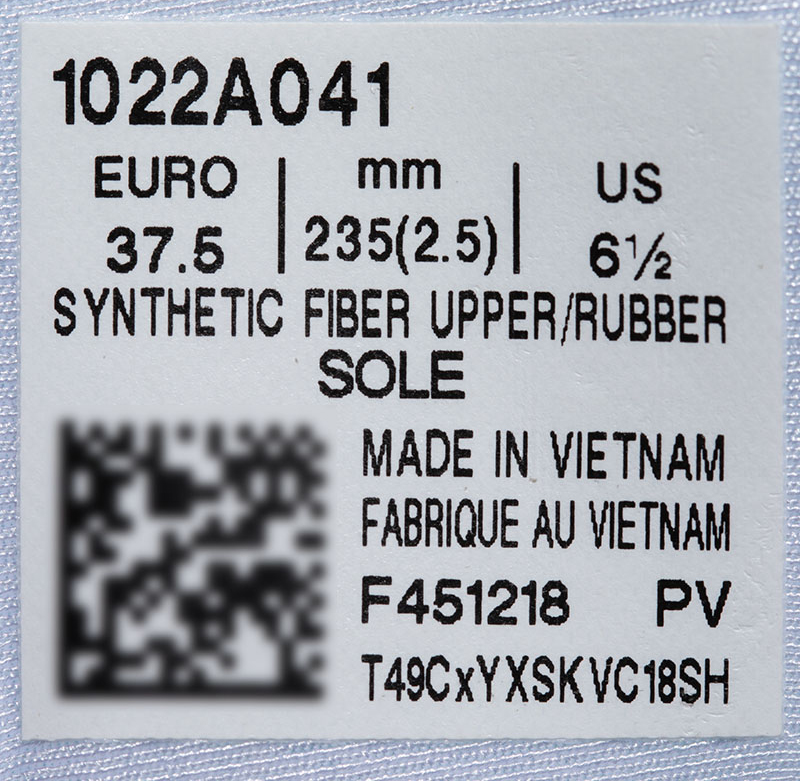 1022A041
EURO | mm | US
37.5 | 235(2.5) | 6½
SYNTHETIC FIBER UPPER/RUBBER
SOLE
MADE IN VIETNAM
FABRIQUE AU VIETNAM
F451218 PV
T49CxYXSKVC18SH